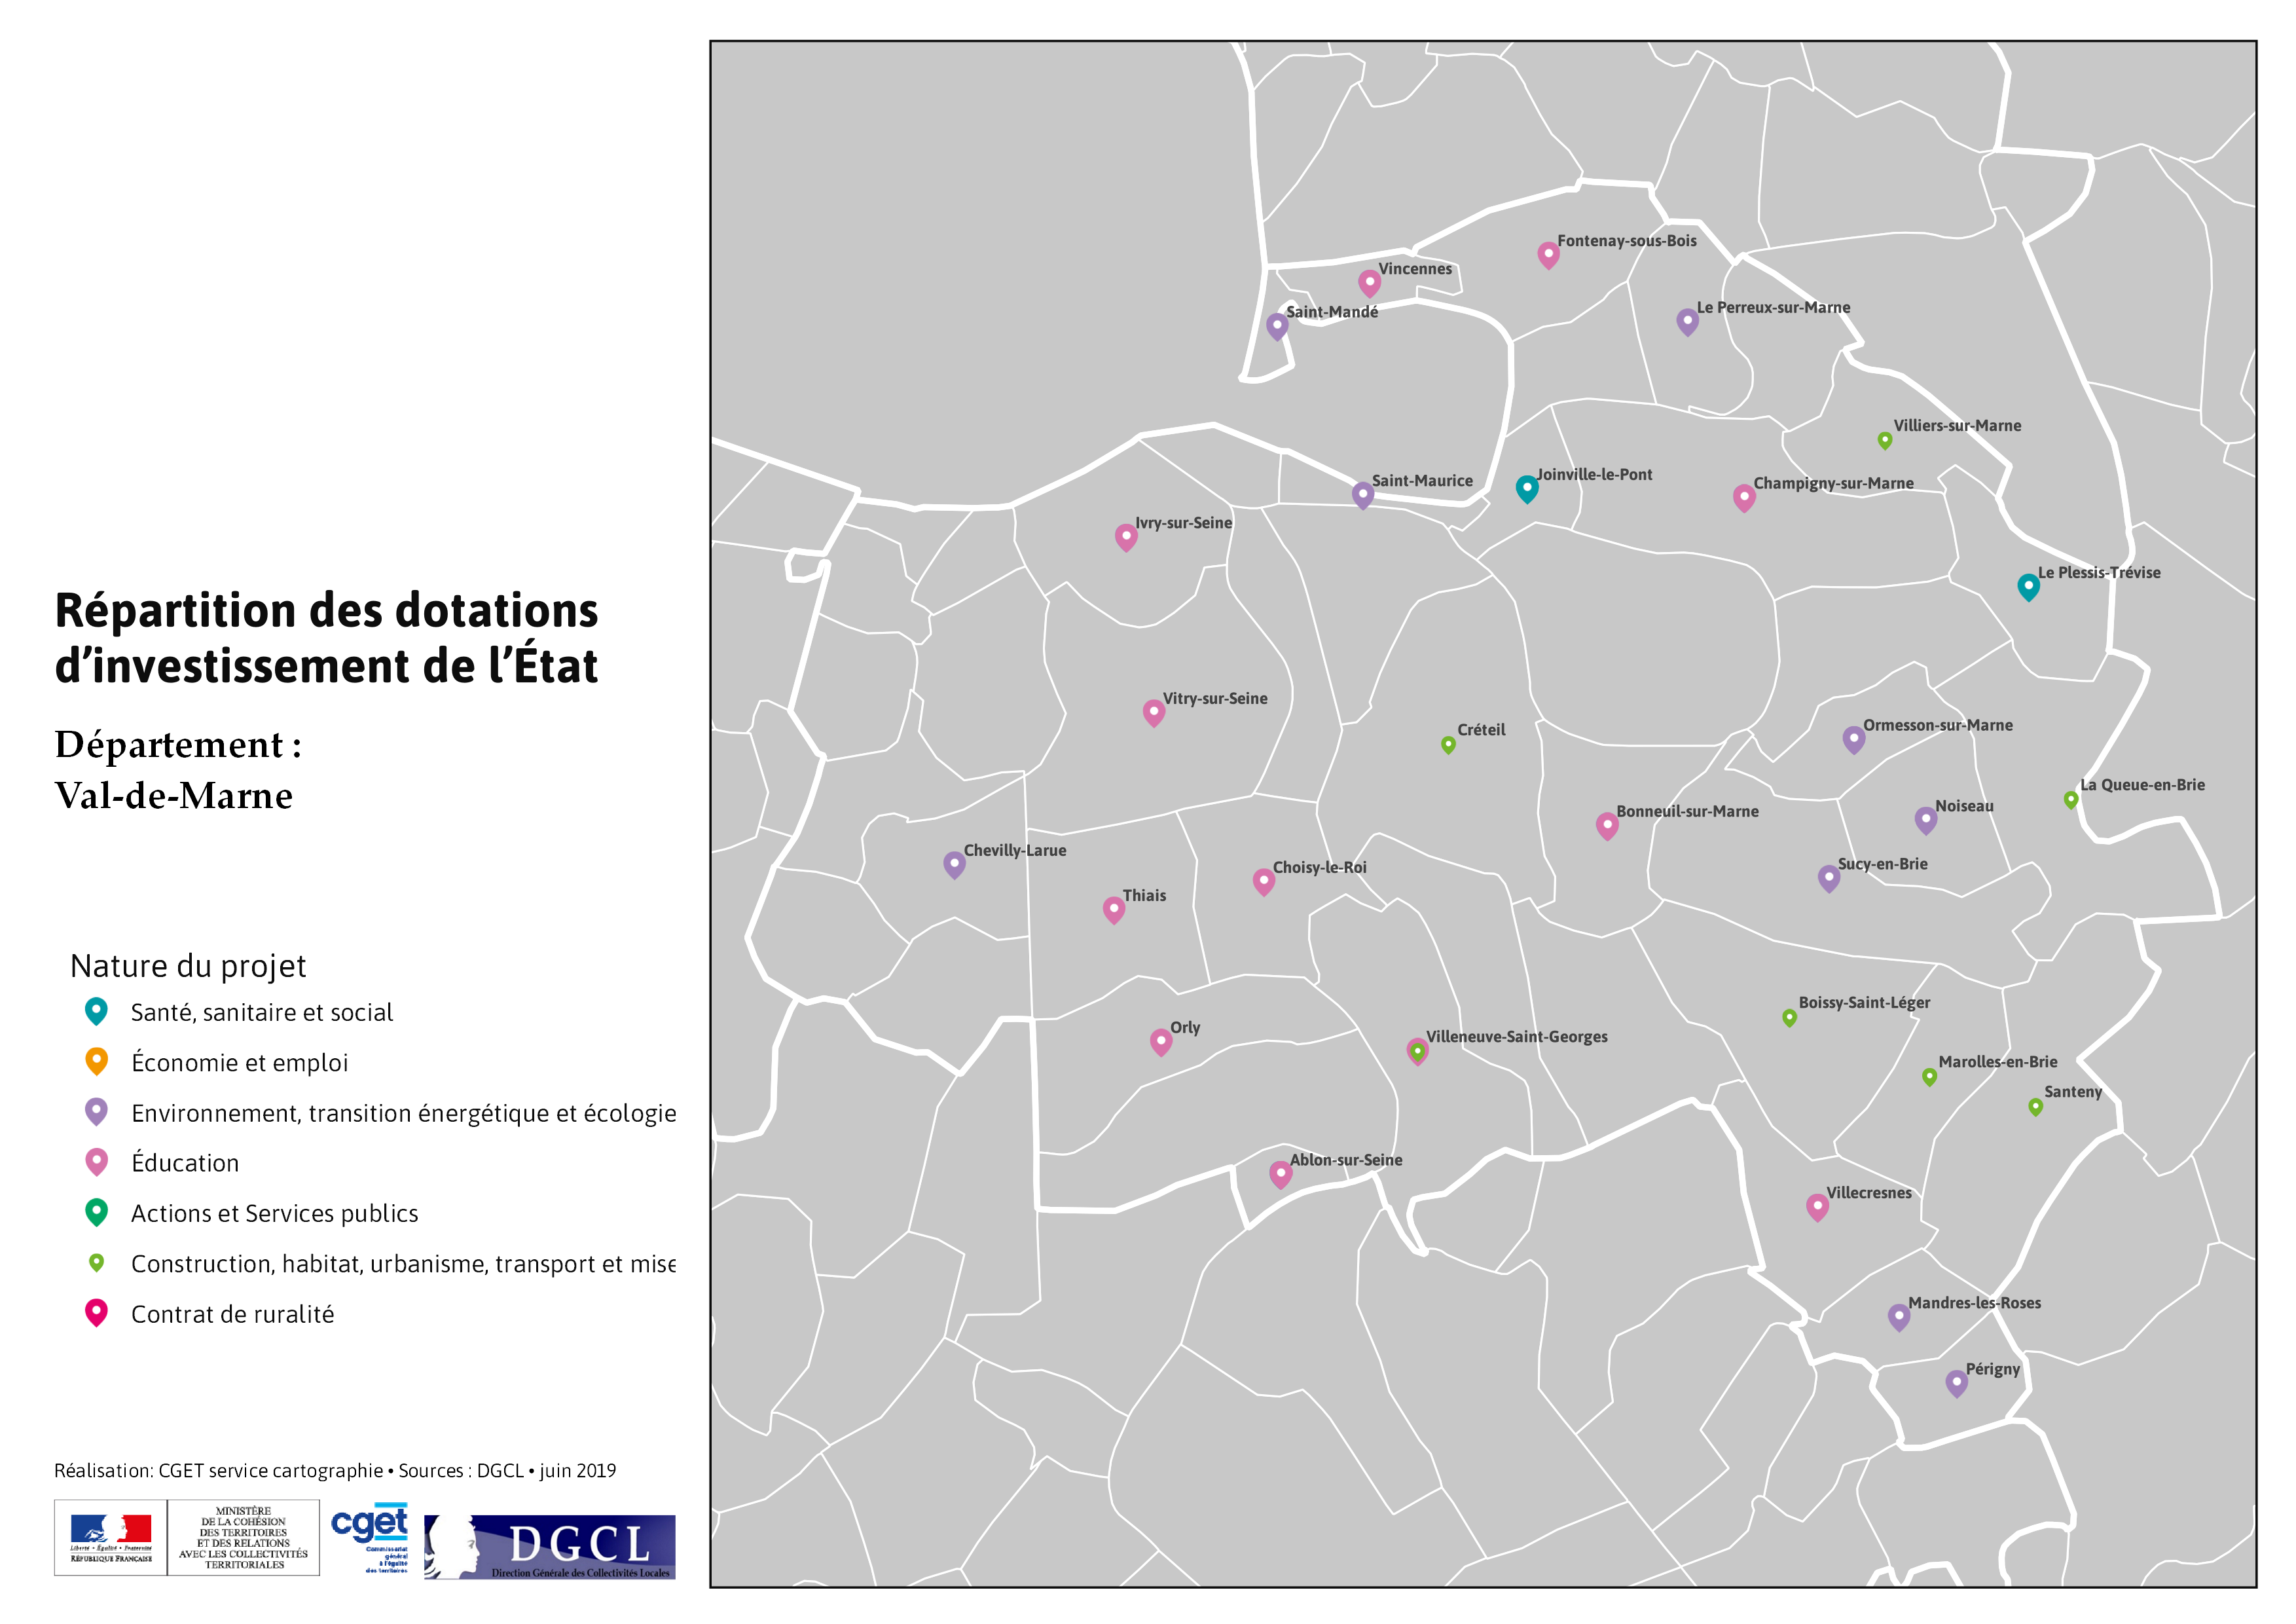 Répartition des dotations
d’investissement de l’État
Département :
Val-de-Marne
Nature du projet
Santé, sanitaire et social
Économie et emploi
Environnement, transition énergétique et écologie
Éducation
Actions et Services publics
Construction, habitat, urbanisme, transport et mise
Contrat de ruralité
Réalisation: CGET service cartographie • Sources : DGCL • juin 2019
Liberté • Égalité • Fraternité
RÉPUBLIQUE FRANÇAISE
MINISTÈRE
DE LA COHÉSION
DES TERRITOIRES
ET DES RELATIONS
AVEC LES COLLECTIVITÉS
TERRITORIALES
cget
Commissariat
général
à l'égalité
des territoires
DGCL
Direction Générale des Collectivités Locales
Fontenay-sous-Bois
Vincennes
Saint-Mandé
Le Perreux-sur-Marne
Villiers-sur-Marne
Saint-Maurice
Joinville-le-Pont
Champigny-sur-Marne
Ivry-sur-Seine
Le Plessis-Trévise
Vitry-sur-Seine
Créteil
Ormesson-sur-Marne
La Queue-en-Brie
Noiseau
Bonneuil-sur-Marne
Chevilly-Larue
Choisy-le-Roi
Sucy-en-Brie
Thiais
Boissy-Saint-Léger
Orly
Villeneuve-Saint-Georges
Marolles-en-Brie
Santeny
Ablon-sur-Seine
Villecresnes
Mandres-les-Roses
Périgny